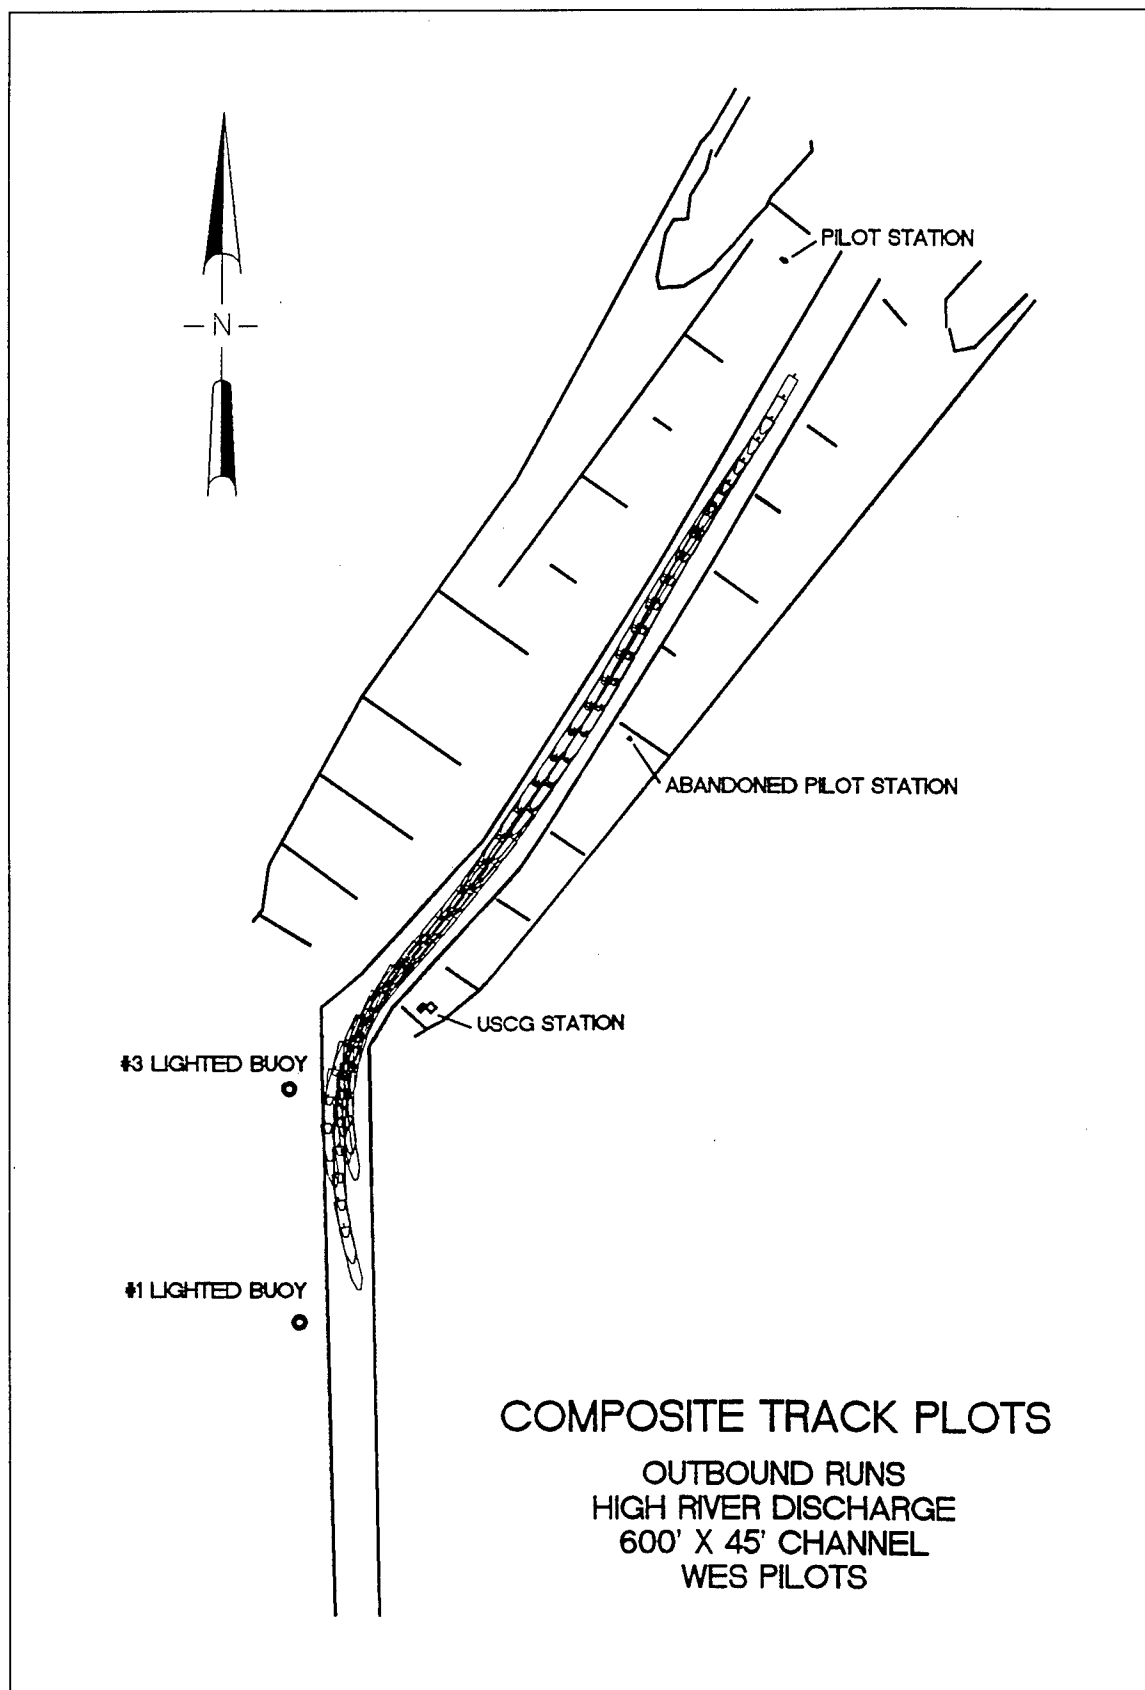 N
PILOT STATION
ABANDONED PILOT STATION
USCG STATION
#3 LIGHTED BUOY
#1 LIGHTED BUOY
COMPOSITE TRACK PLOTS
OUTBOUND RUNS
HIGH RIVER DISCHARGE
600' X 45' CHANNEL
WES PILOTS